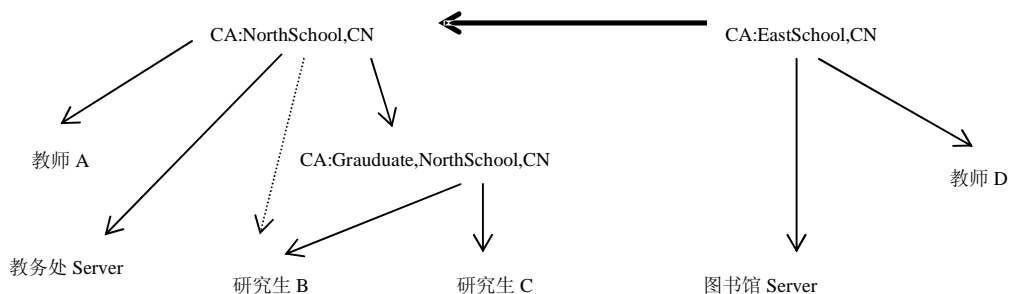 CA:NorthSchool,CN
CA:EastSchool,CN
教师 A
CA:Grauduate,NorthSchool,CN
教师 D
教务处 Server
研究生 B
研究生 C
图书馆 Server